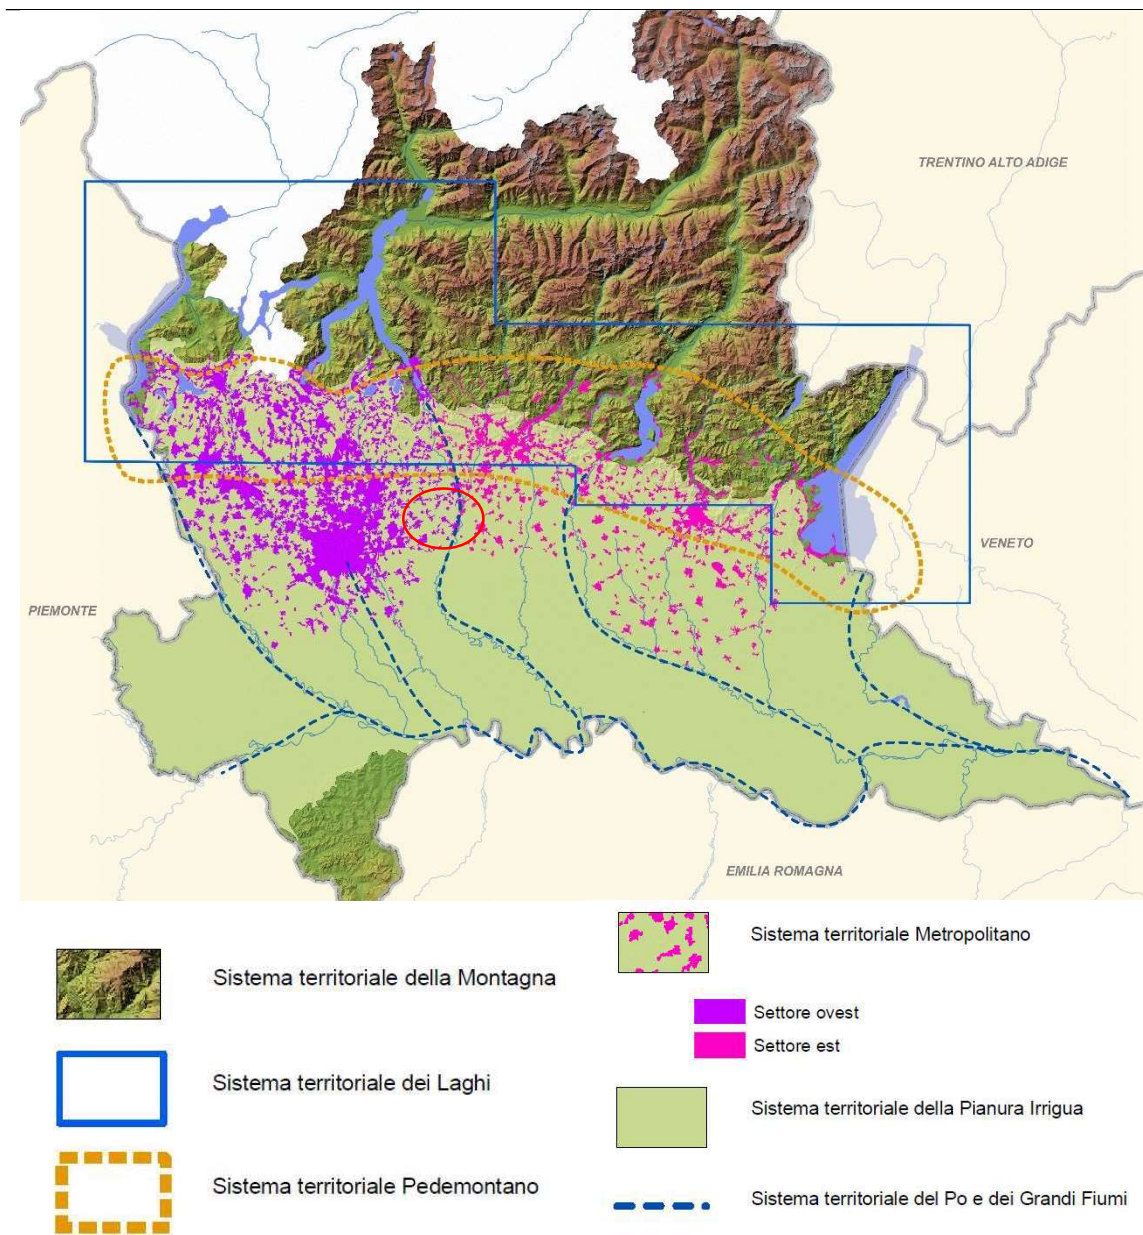 TRENTINO ALTO ADIGE
VENETO
PIEMONTE
EMILIA ROMAGNA
Sistema territoriale della Montagna
Sistema territoriale dei Laghi
Sistema territoriale Pedemontano
Sistema territoriale Metropolitano
Settore ovest
Settore est
Sistema territoriale della Pianura Irrigua
Sistema territoriale del Po e dei Grandi Fiumi